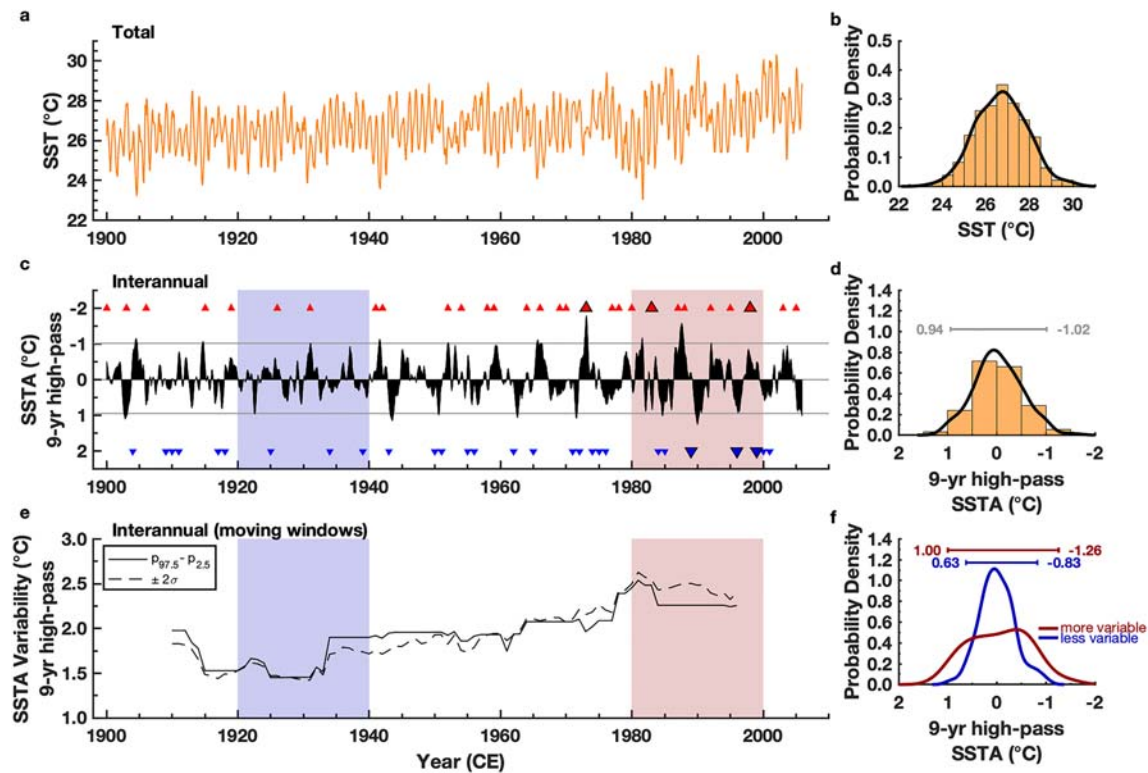 a
Total
SST (°C)
30
28
26
24
22
1900 1920 1940 1960 1980 2000
b
Probability Density
0.5
0.4
0.3
0.2
0.1
0.0
22 24 26 28 30
SST (°C)
c
Interannual
SSTA (°C)
9-yr high-pass
-2
-1
0
1
2
1900 1920 1940 1960 1980 2000
d
Probability Density
1.4
1.2
1.0
0.8
0.6
0.4
0.2
0.0
0.94 -1.02
2 1 0 -1 -2
9-yr high-pass
SSTA (°C)
e
Interannual (moving windows)
p97.5 - p2.5
± 2σ
SSTA Variability (°C)
9-yr high-pass
3.0
2.5
2.0
1.5
1.0
1900 1920 1940 1960 1980 2000
Year (CE)
f
Probability Density
1.4
1.2
1.0
0.8
0.6
0.4
0.2
0.0
1.00 -1.26
0.63 -0.83
more variable
less variable
2 1 0 -1 -2
9-yr high-pass
SSTA (°C)